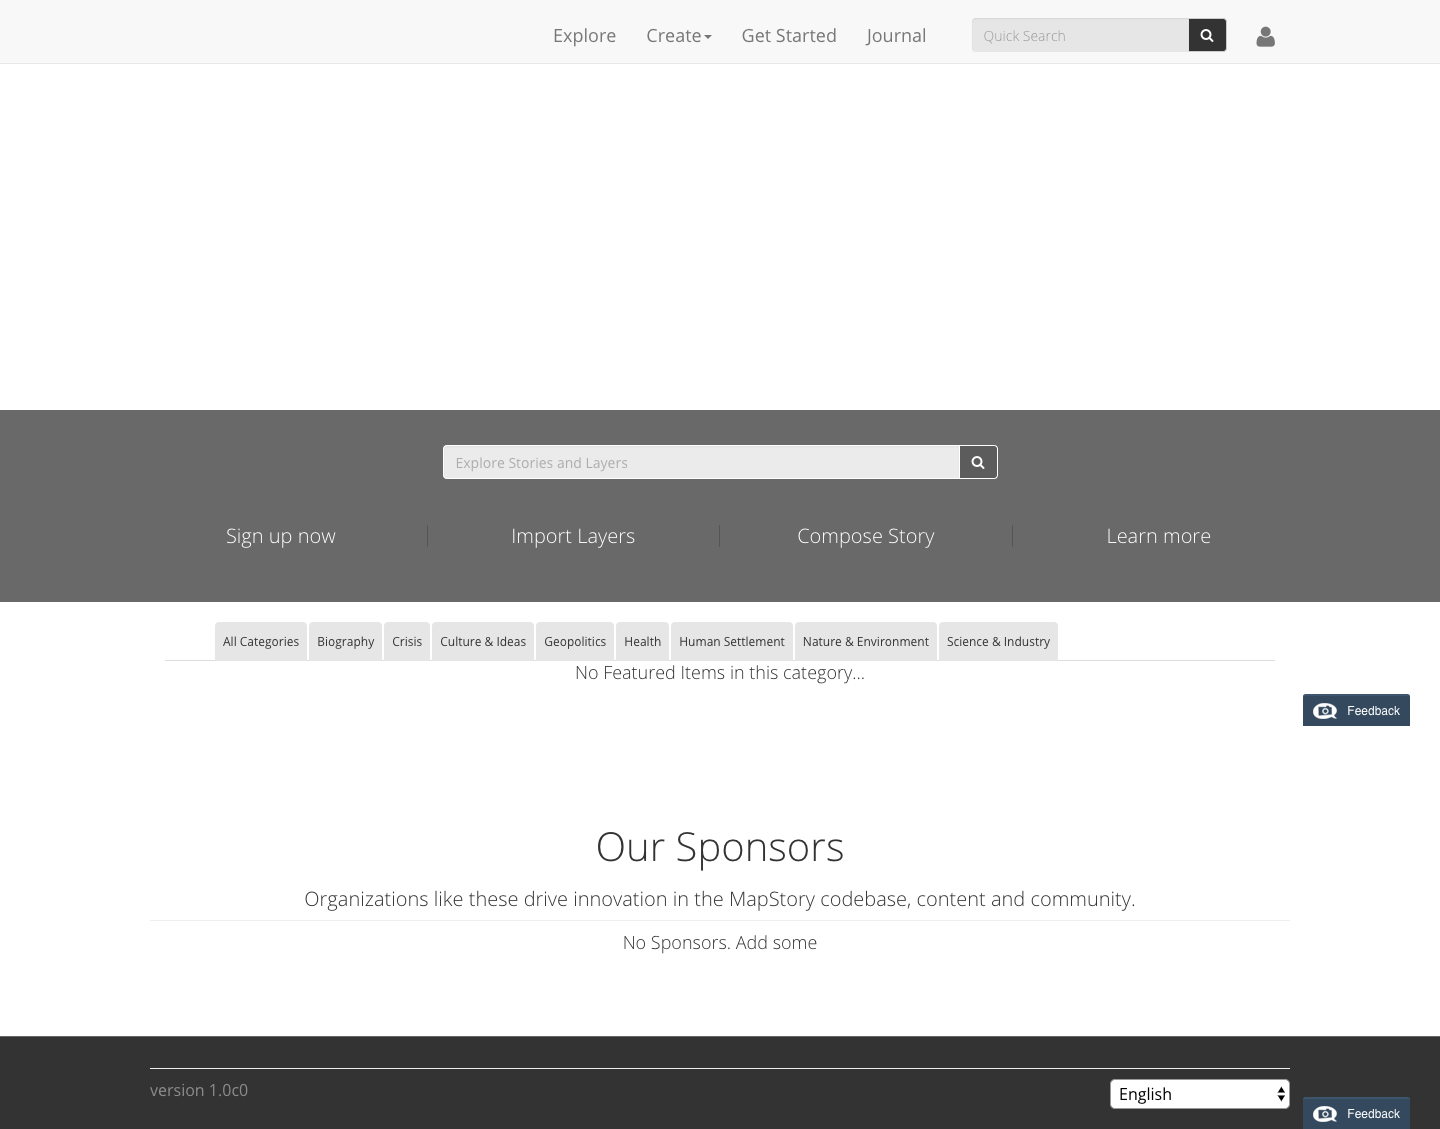 Explore Create Get Started Journal Quick Search
Explore Stories and Layers
Sign up now Import Layers Compose Story Learn more
All Categories Biography Crisis Culture & Ideas Geopolitics Health Human Settlement Nature & Environment Science & Industry
No Featured Items in this category...
Feedback
Our Sponsors
Organizations like these drive innovation in the MapStory codebase, content and community.
No Sponsors. Add some
version 1.0c0 English
Feedback